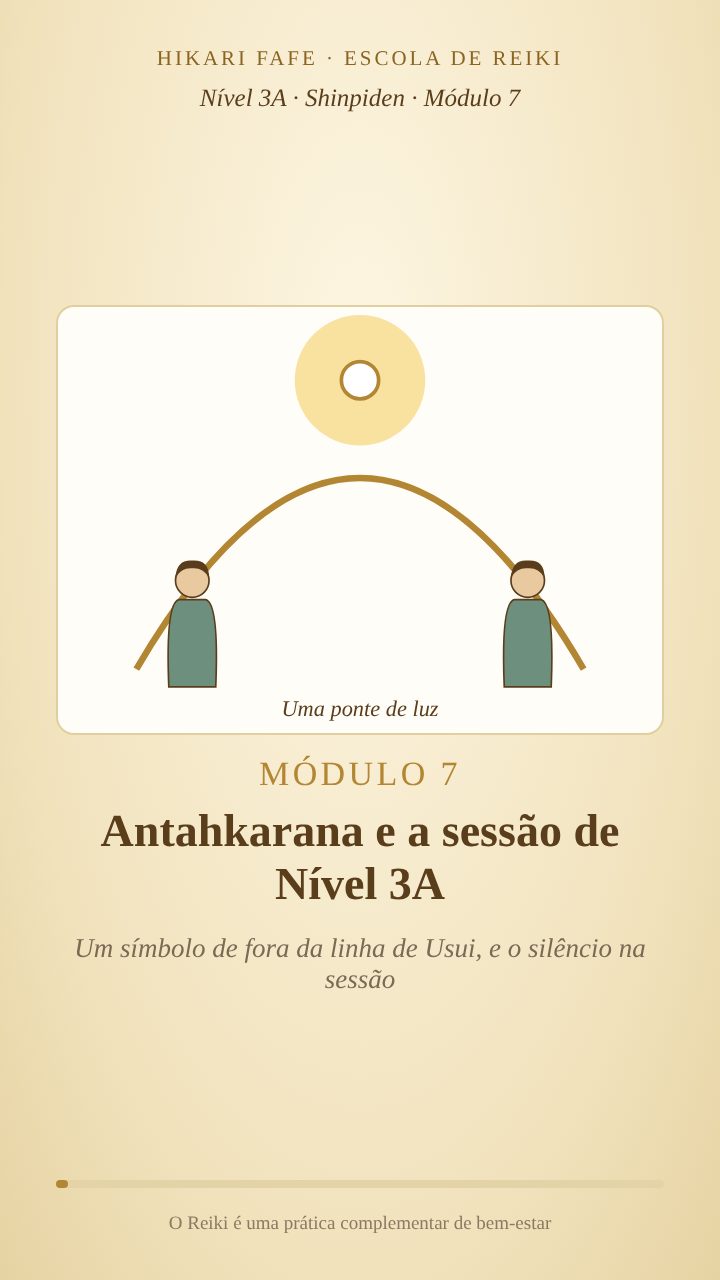 HIKARI FAFE · ESCOLA DE REIKI
Nível 3A · Shinpiden · Módulo 7
Uma ponte de luz
MÓDULO 7
Antahkarana e a sessão de
Nível 3A
Um símbolo de fora da linha de Usui, e o silêncio na
sessão
O Reiki é uma prática complementar de bem-estar